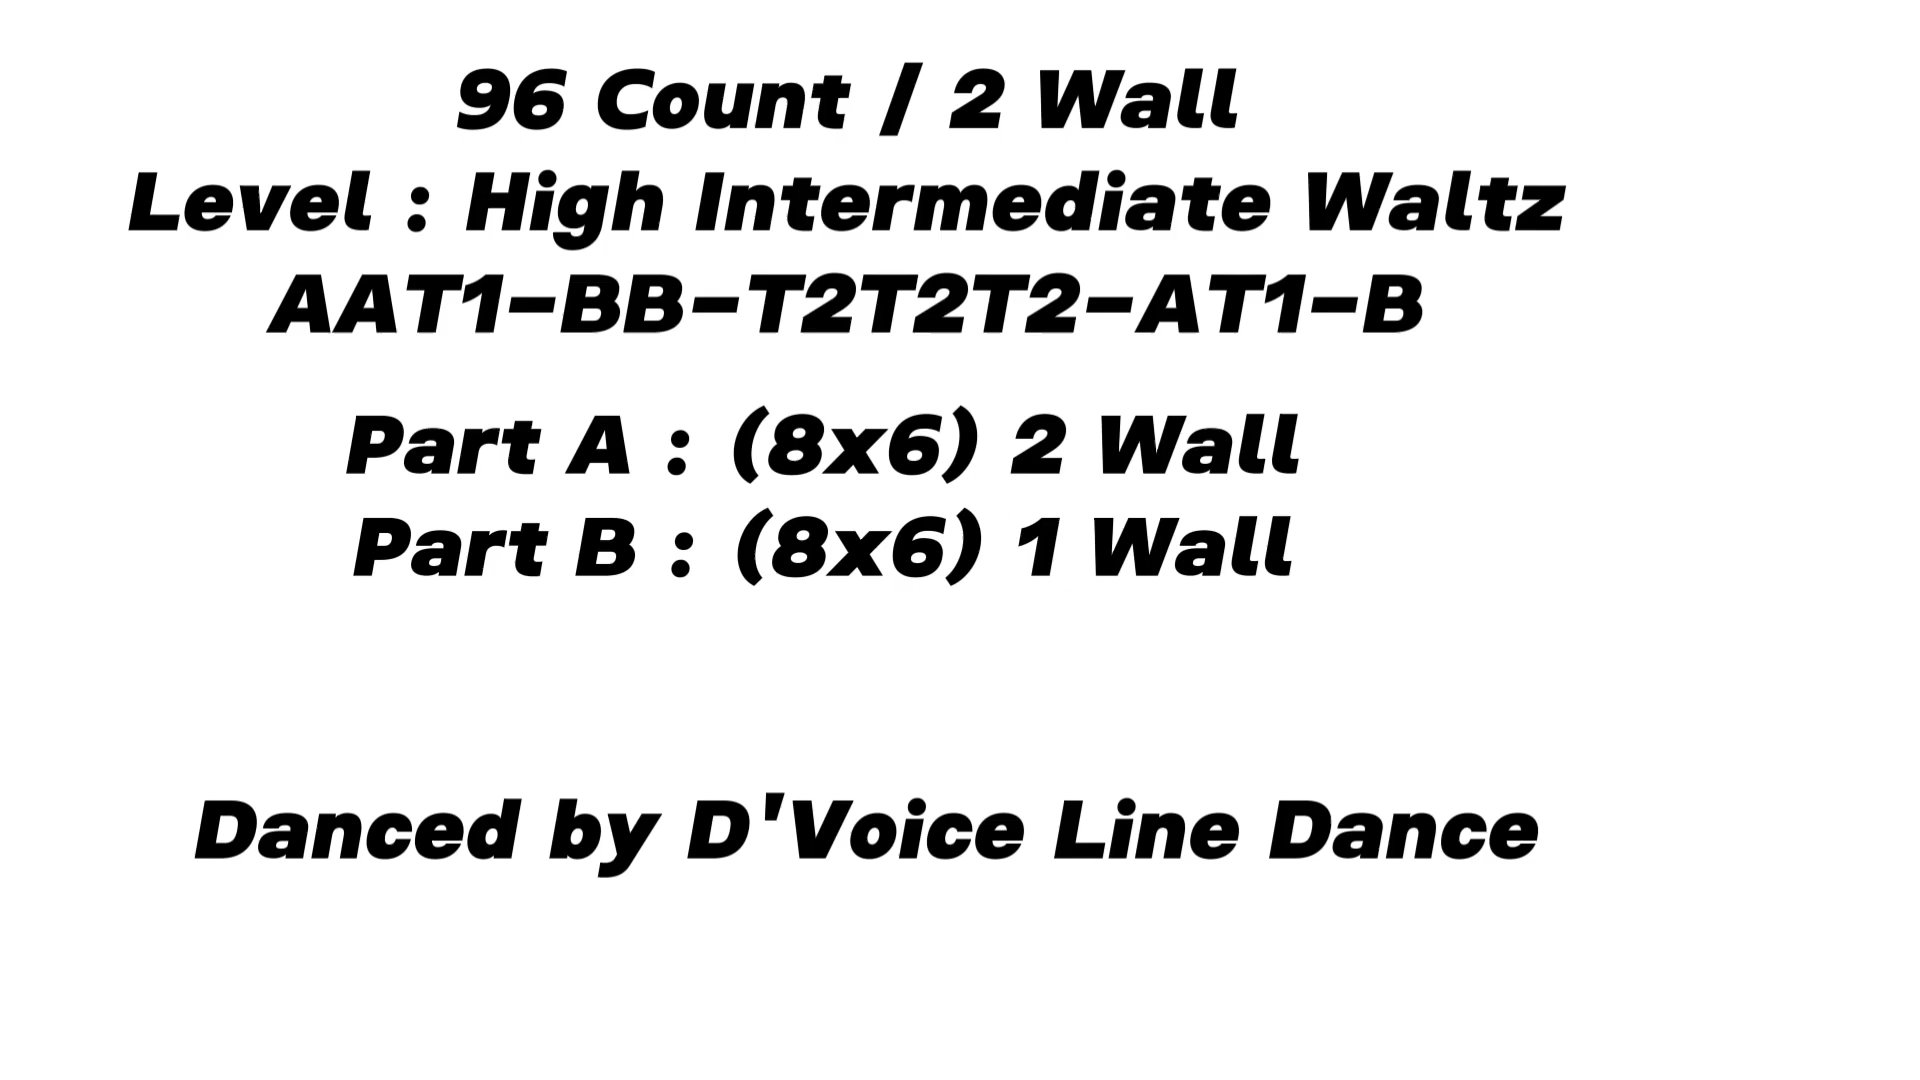 96 Count / 2 Wall
Level : High Intermediate Waltz
AAT1-BB-T2T2T2-AT1-B
Part A : (8x6) 2 Wall
Part B : (8x6) 1 Wall
Danced by D'Voice Line Dance